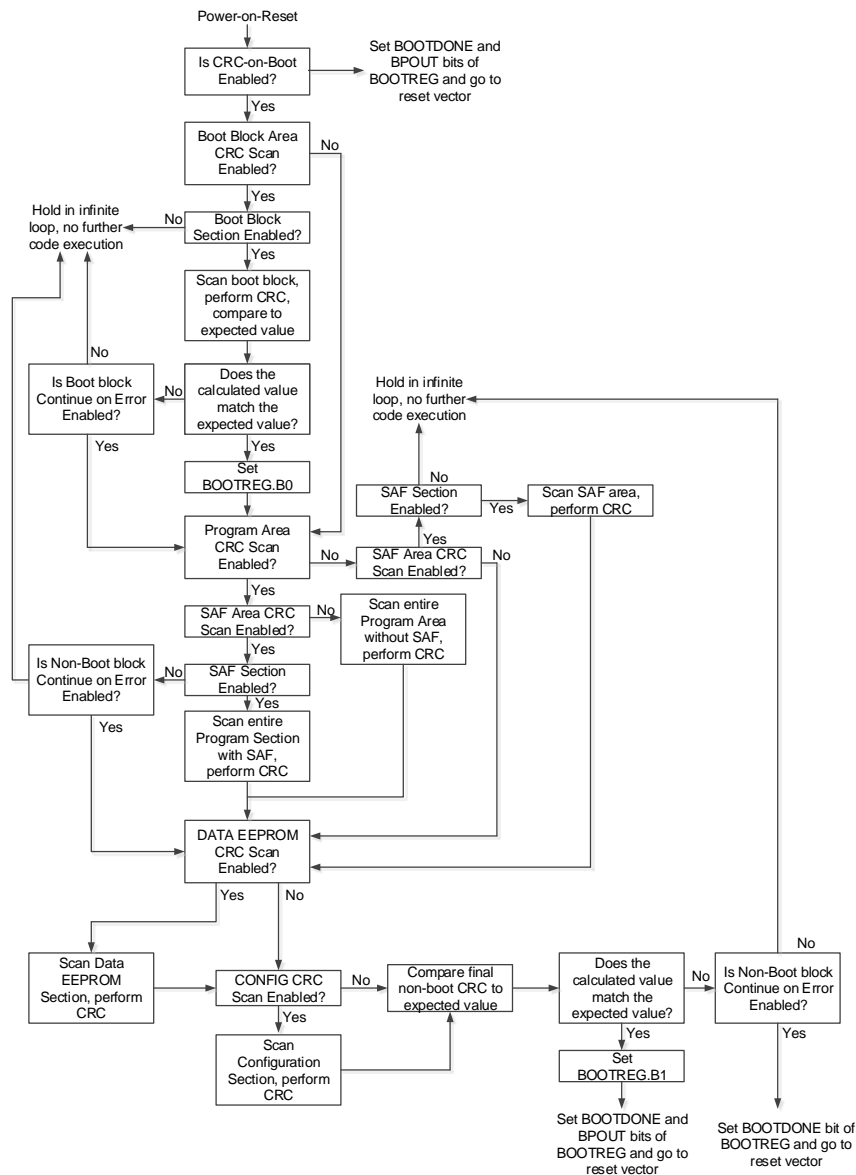 Power-on-Reset
Is CRC-on-Boot
Enabled?
Set BOOTDONE and
BPOUT bits of
BOOTREG and go to
reset vector
Yes
Boot Block Area
CRC Scan
Enabled?
No
Yes
Hold in infinite
loop, no further
code execution
No
Boot Block
Section Enabled?
Yes
Scan boot block,
perform CRC,
compare to
expected value
No
Is Boot block
Continue on Error
Enabled?
No
Does the
calculated value
match the
expected value?
Hold in infinite
loop, no further
code execution
Yes
Yes
Set
BOOTREG.B0
No
SAF Section
Enabled?
Yes
Scan SAF area,
perform CRC
Program Area
CRC Scan
Enabled?
Yes
No
No
SAF Area CRC
Scan Enabled?
Yes
SAF Area CRC
Scan Enabled?
No
Scan entire
Program Area
without SAF,
perform CRC
Yes
Is Non-Boot block
Continue on Error
Enabled?
No
SAF Section
Enabled?
Yes
Yes
Scan entire
Program Section
with SAF,
perform CRC
DATA EEPROM
CRC Scan
Enabled?
Yes
No
Scan Data
EEPROM
Section, perform
CRC
CONFIG CRC
Scan Enabled?
No
Compare final
non-boot CRC to
expected value
Does the
calculated value
match the
expected value?
No
No
Is Non-Boot block
Continue on Error
Enabled?
Yes
Scan
Configuration
Section, perform
CRC
Yes
Set
BOOTREG.B1
Yes
Set BOOTDONE and
BPOUT bits of
BOOTREG and go to
reset vector
Set BOOTDONE bit of
BOOTREG and go to
reset vector